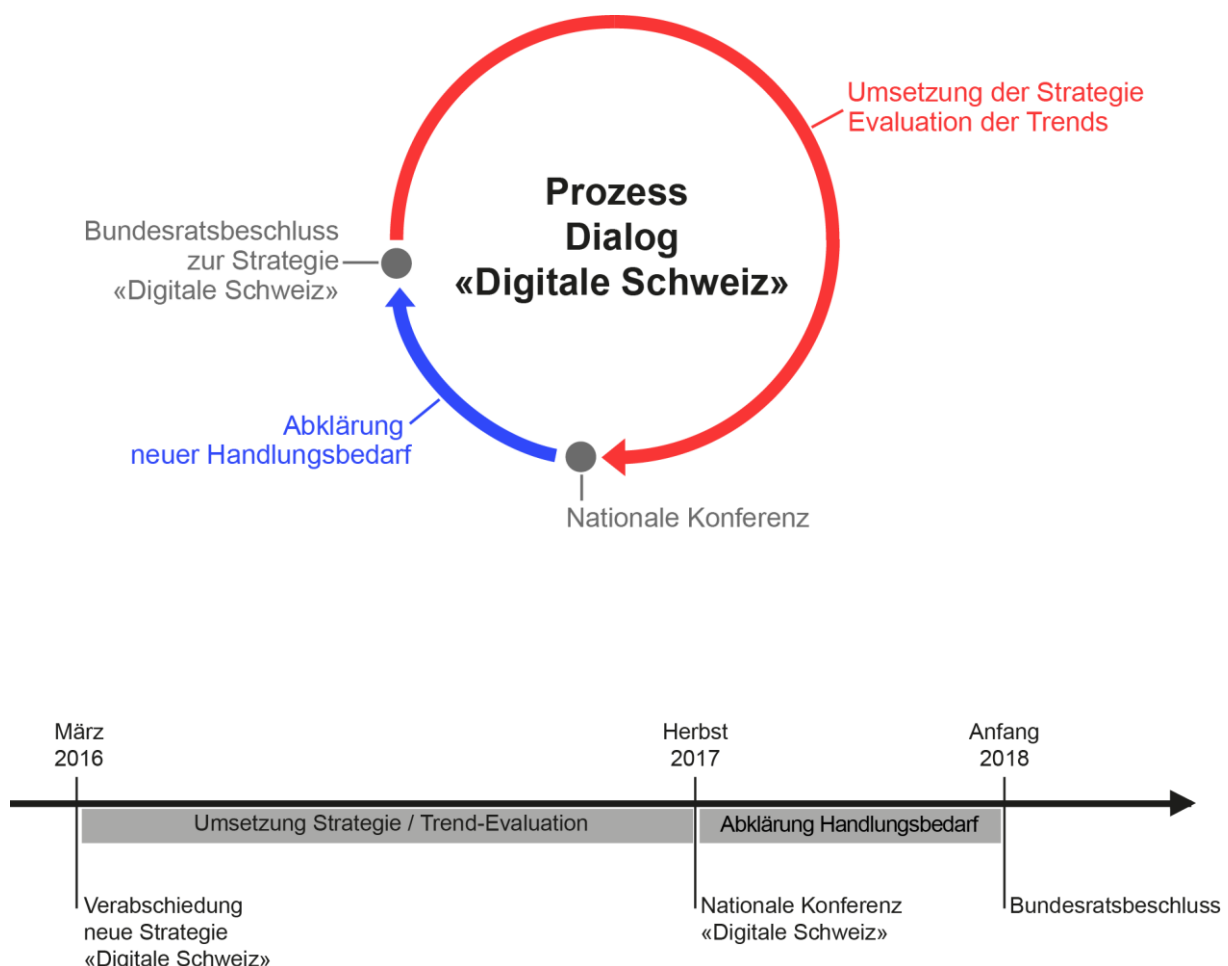 Umsetzung der Strategie
Evaluation der Trends
Prozess
Dialog
«Digitale Schweiz»
Bundesratsbeschluss
zur Strategie
«Digitale Schweiz»
Abklärung
neuer Handlungsbedarf
Nationale Konferenz
März
2016
Herbst
2017
Anfang
2018
Umsetzung Strategie / Trend-Evaluation
Abklärung Handlungsbedarf
Verabschiedung
neue Strategie
«Digitale Schweiz»
Nationale Konferenz
«Digitale Schweiz»
Bundesratsbeschluss